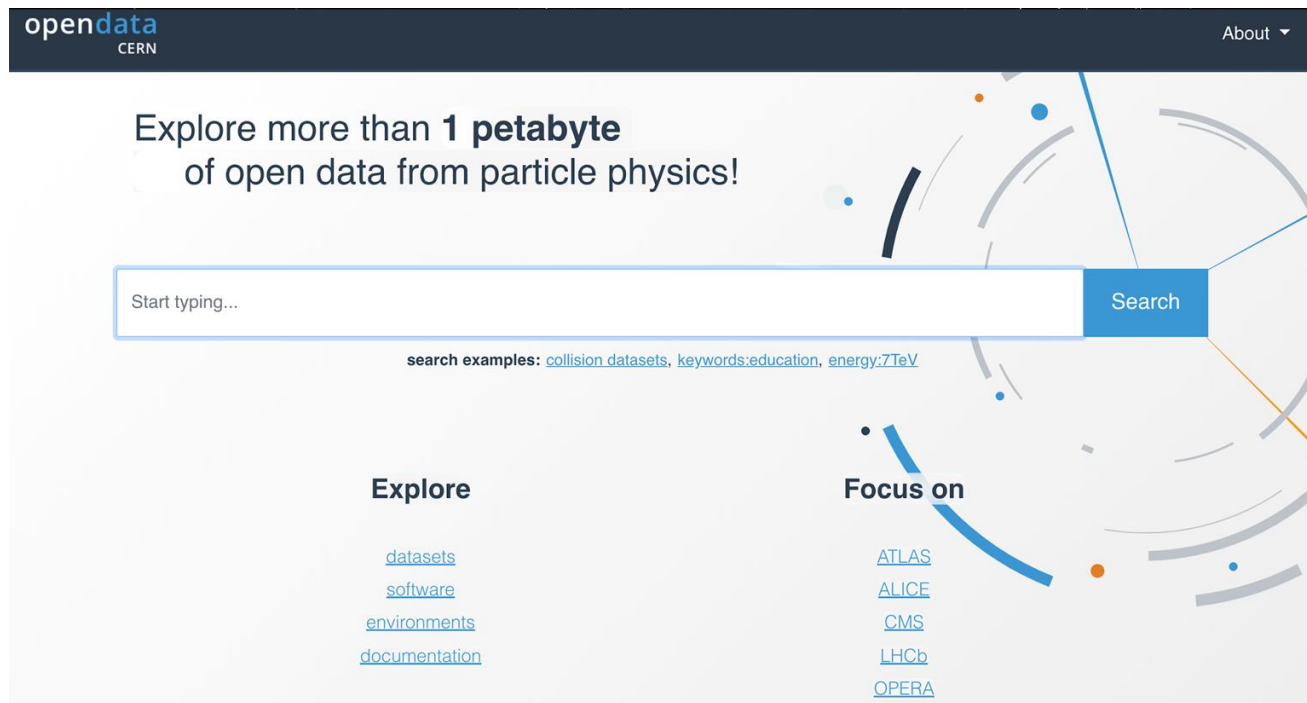 opendata
CERN
About
Explore more than 1 petabyte
of open data from particle physics!
Start typing...
Search
search examples: collision datasets, keywords:education, energy:7TeV
Explore
datasets
software
environments
documentation
Focus on
ATLAS
ALICE
CMS
LHCb
OPERA